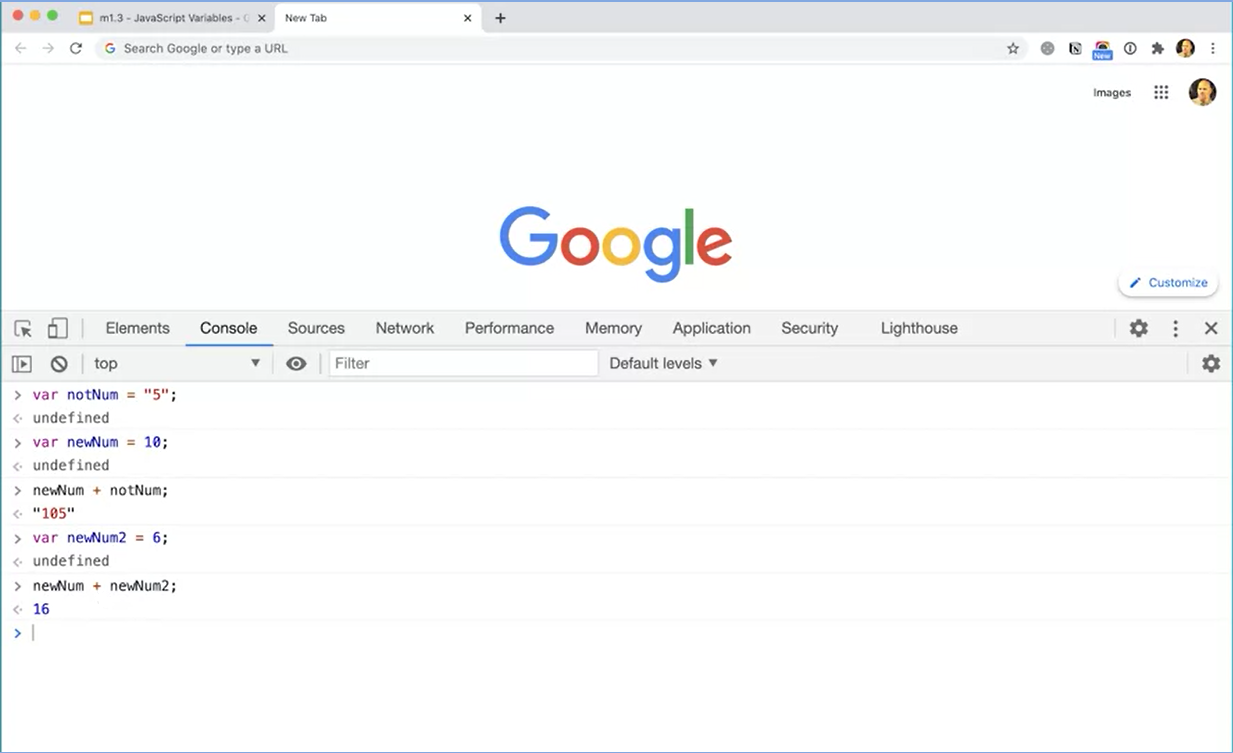 m1.3 - JavaScript Variables -
New Tab
Search Google or type a URL
New
Images
Google
Customize
Elements Console Sources Network Performance Memory Application Security Lighthouse
top Filter Default levels
> var notNum = "5";
<· undefined
> var newNum = 10;
<· undefined
> newNum + notNum;
<· "105"
> var newNum2 = 6;
<· undefined
> newNum + newNum2;
<· 16
>